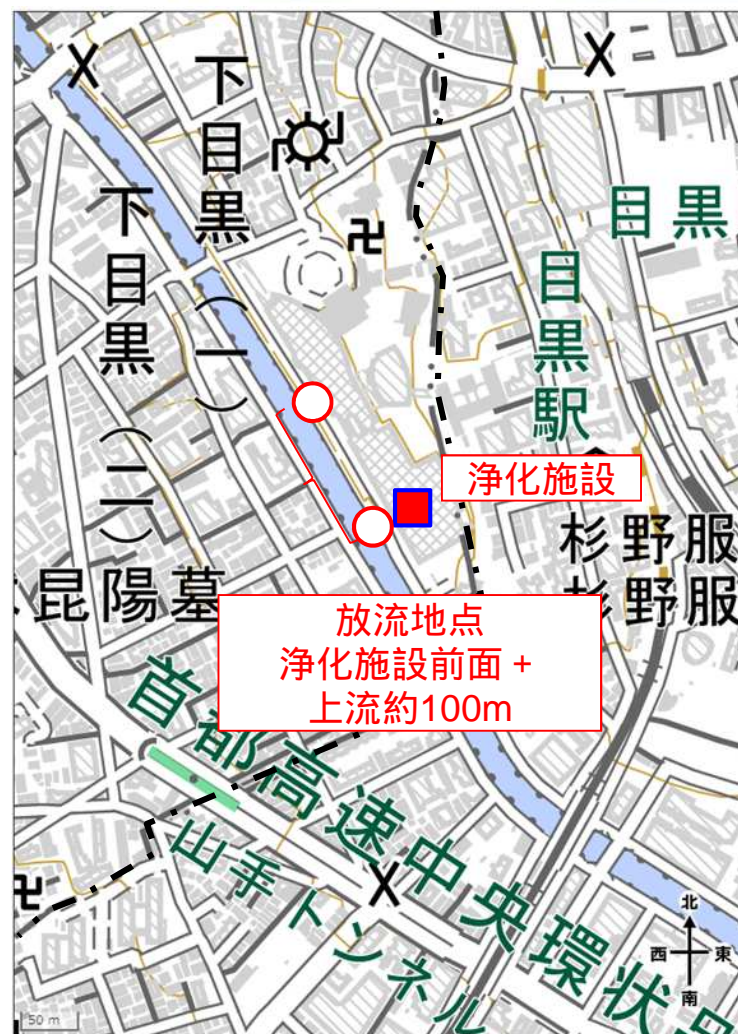 下目黒(一)
下目黒(二)
目黒
目黒駅
浄化施設
杉野服
杉野服
昆陽墓
放流地点
浄化施設前面 +
上流約100m
首都高速中央環状
山手トンネル
北
西 東
南
50 m